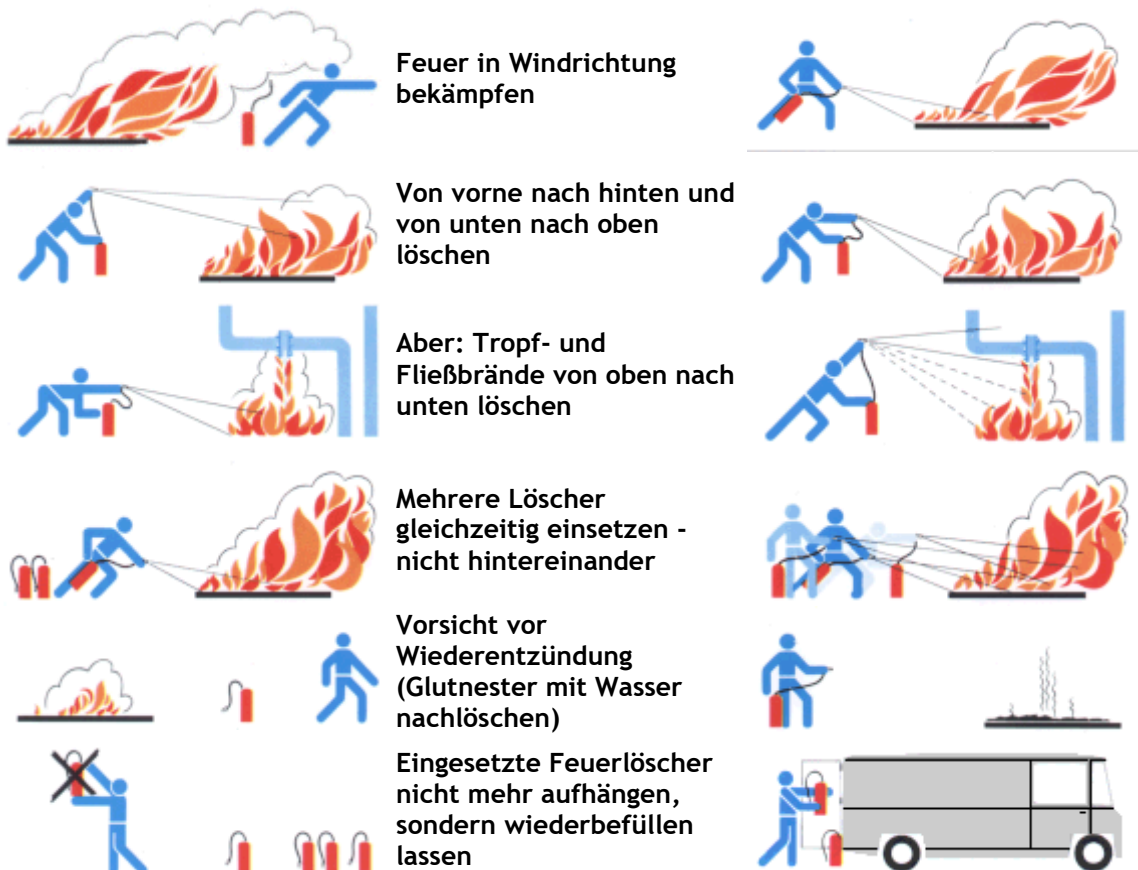 Feuer in Windrichtung
bekämpfen
Von vorne nach hinten und
von unten nach oben
löschen
Aber: Tropf- und
Fließbrände von oben nach
unten löschen
Mehrere Löscher
gleichzeitig einsetzen -
nicht hintereinander
Vorsicht vor
Wiederentzündung
(Glutnester mit Wasser
nachlöschen)
Eingesetzte Feuerlöscher
nicht mehr aufhängen,
sondern wiederbefüllen
lassen